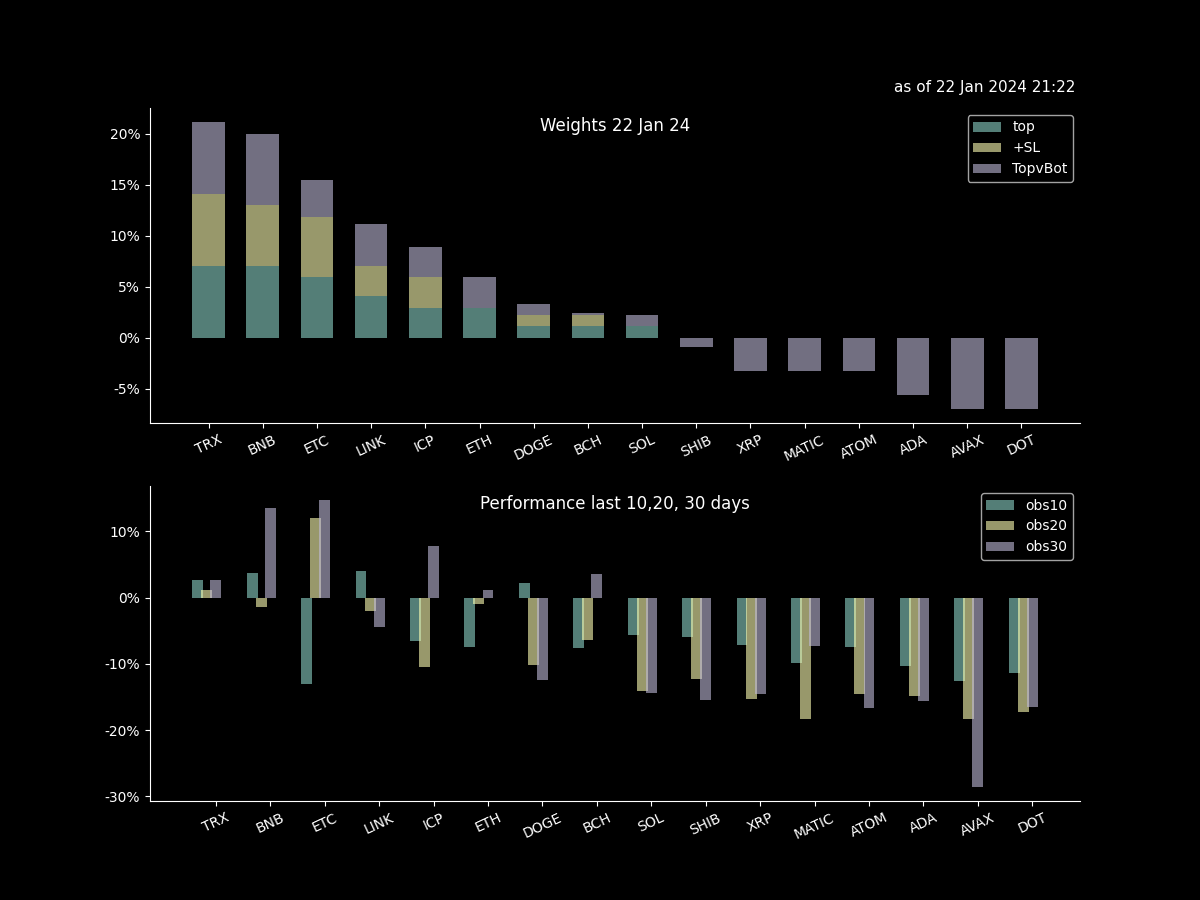 as of 22 Jan 2024 21:22
Weights 22 Jan 24
top
+SL
TopvBot
20%
15%
10%
5%
0%
-5%
TRX BNB ETC LINK ICP ETH DOGE BCH SOL SHIB XRP MATIC ATOM ADA AVAX DOT
Performance last 10,20, 30 days
obs10
obs20
obs30
10%
0%
-10%
-20%
-30%
TRX BNB ETC LINK ICP ETH DOGE BCH SOL SHIB XRP MATIC ATOM ADA AVAX DOT